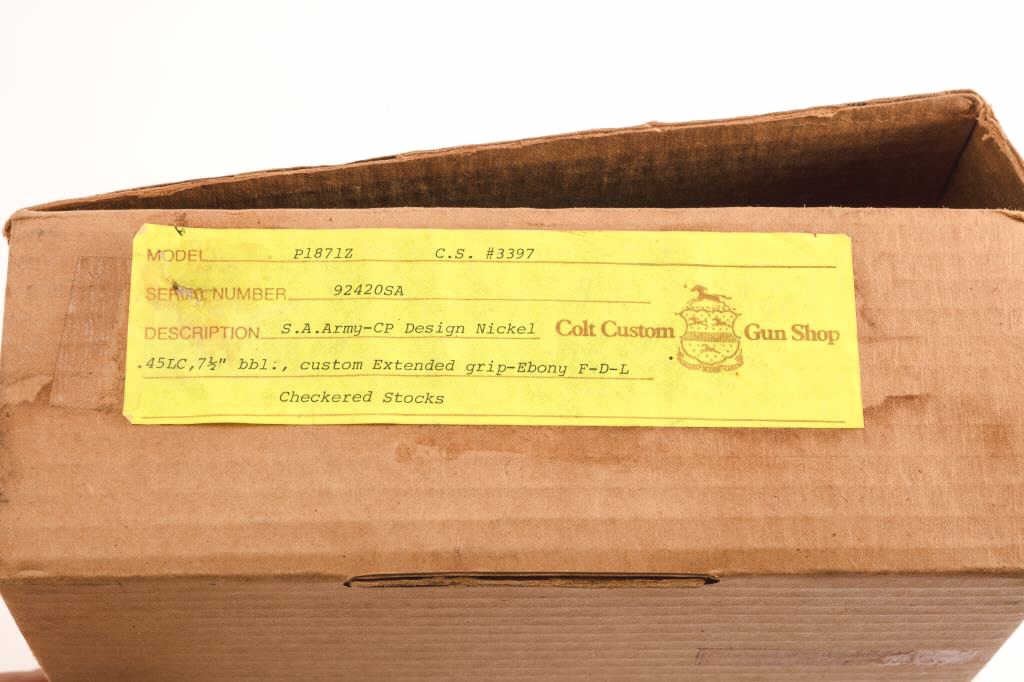 MODEL P1871Z C.S. #3397
SERIAL NUMBER 92420SA
DESCRIPTION S.A.Army-CP Design Nickel
Colt Custom Gun Shop
.45LC,7½" bbl., custom Extended grip-Ebony F-D-L
Checkered Stocks